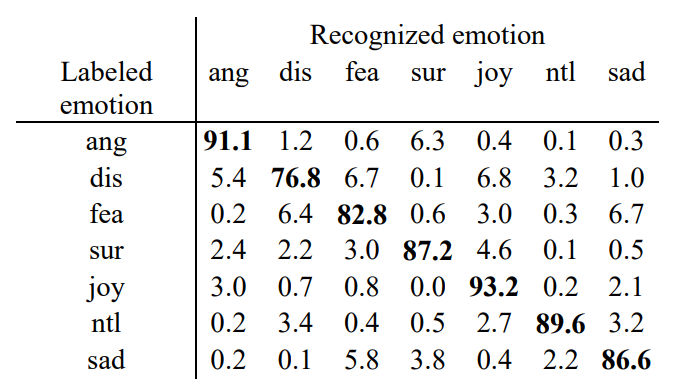 Recognized emotion
Labeled emotion ang dis fea sur joy ntl sad
ang 91.1 1.2 0.6 6.3 0.4 0.1 0.3
dis 5.4 76.8 6.7 0.1 6.8 3.2 1.0
fea 0.2 6.4 82.8 0.6 3.0 0.3 6.7
sur 2.4 2.2 3.0 87.2 4.6 0.1 0.5
joy 3.0 0.7 0.8 0.0 93.2 0.2 2.1
ntl 0.2 3.4 0.4 0.5 2.7 89.6 3.2
sad 0.2 0.1 5.8 3.8 0.4 2.2 86.6